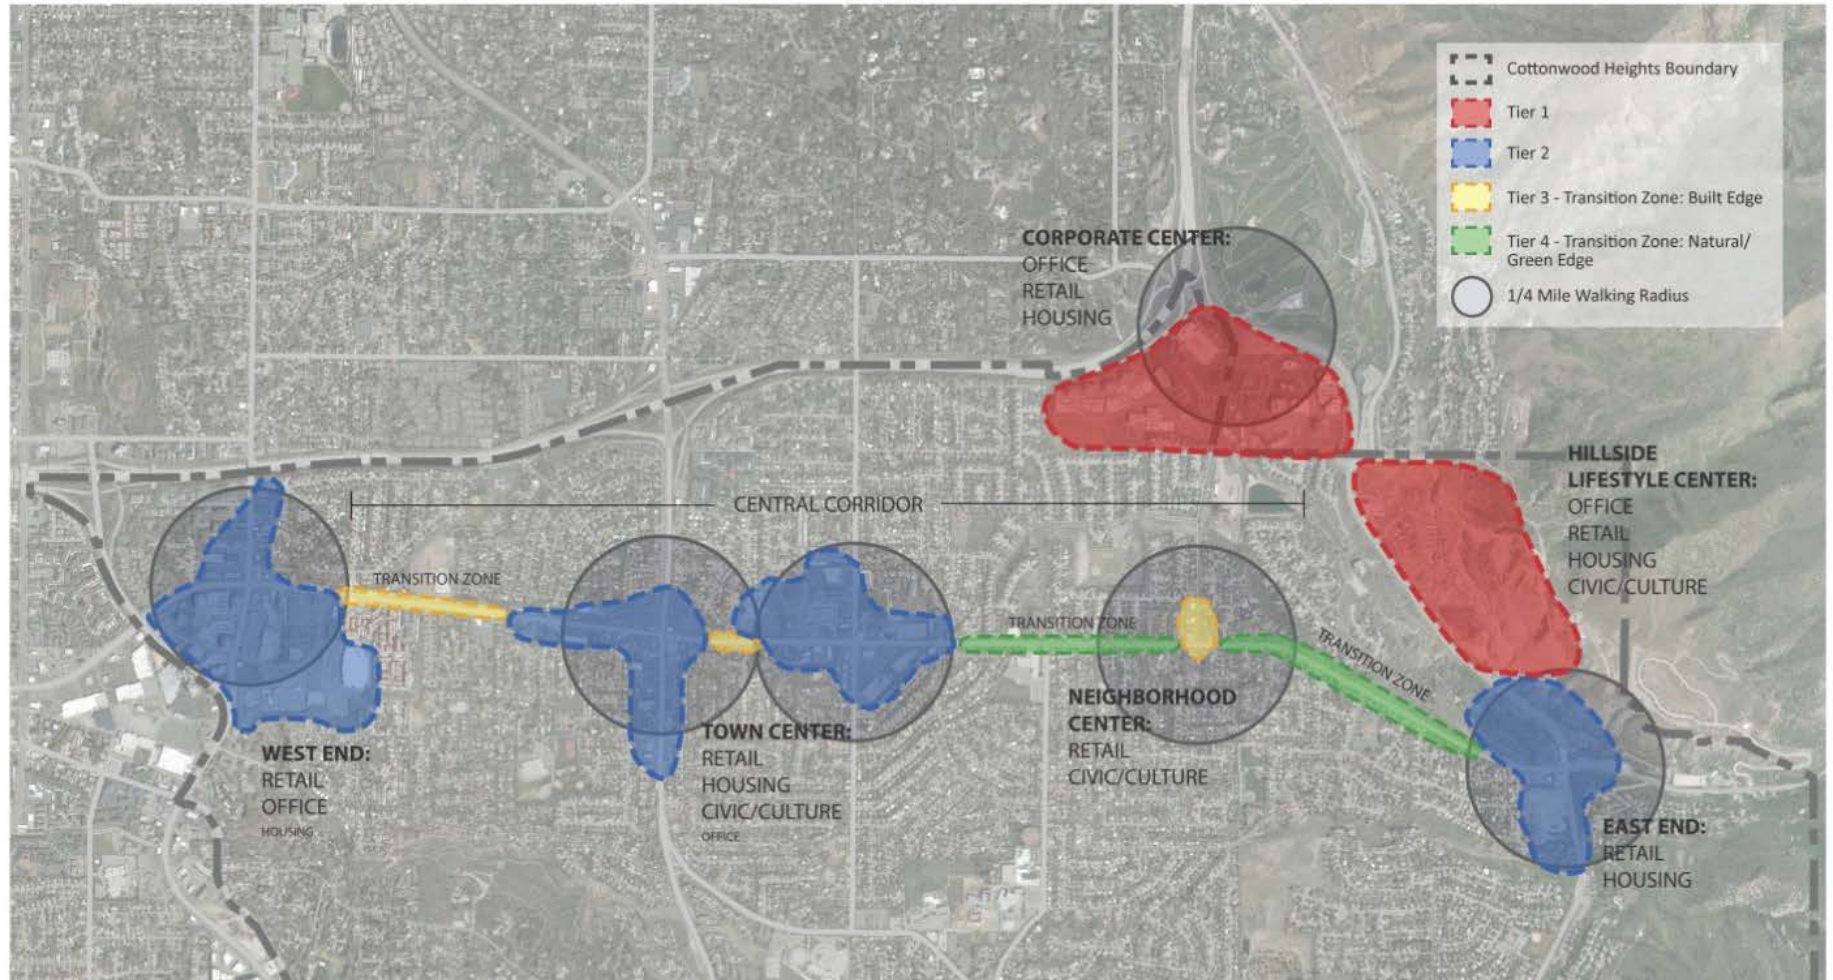 Cottonwood Heights Boundary
Tier 1
Tier 2
Tier 3 - Transition Zone: Built Edge
Tier 4 - Transition Zone: Natural/
Green Edge
1/4 Mile Walking Radius
CORPORATE CENTER:
OFFICE
RETAIL
HOUSING
HILLSIDE
LIFESTYLE CENTER:
OFFICE
RETAIL
HOUSING
CIVIC/CULTURE
CENTRAL CORRIDOR
TRANSITION ZONE
TRANSITION ZONE
TRANSITION ZONE
WEST END:
RETAIL
OFFICE
HOUSING
TOWN CENTER:
RETAIL
HOUSING
CIVIC/CULTURE
OFFICE
NEIGHBORHOOD
CENTER:
RETAIL
CIVIC/CULTURE
EAST END:
RETAIL
HOUSING